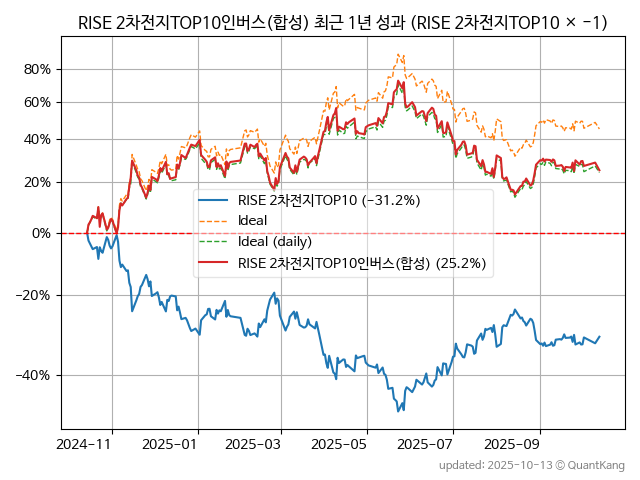 RISE 2차전지TOP10인버스(합성) 최근 1년 성과 (RISE 2차전지TOP10 × −1)
80%
60%
40%
20%
0%
−20%
−40%
RISE 2차전지TOP10 (−31.2%)
Ideal
Ideal (daily)
RISE 2차전지TOP10인버스(합성) (25.2%)
2024-11 2025-01 2025-03 2025-05 2025-07 2025-09
updated: 2025-10-13 © QuantKang